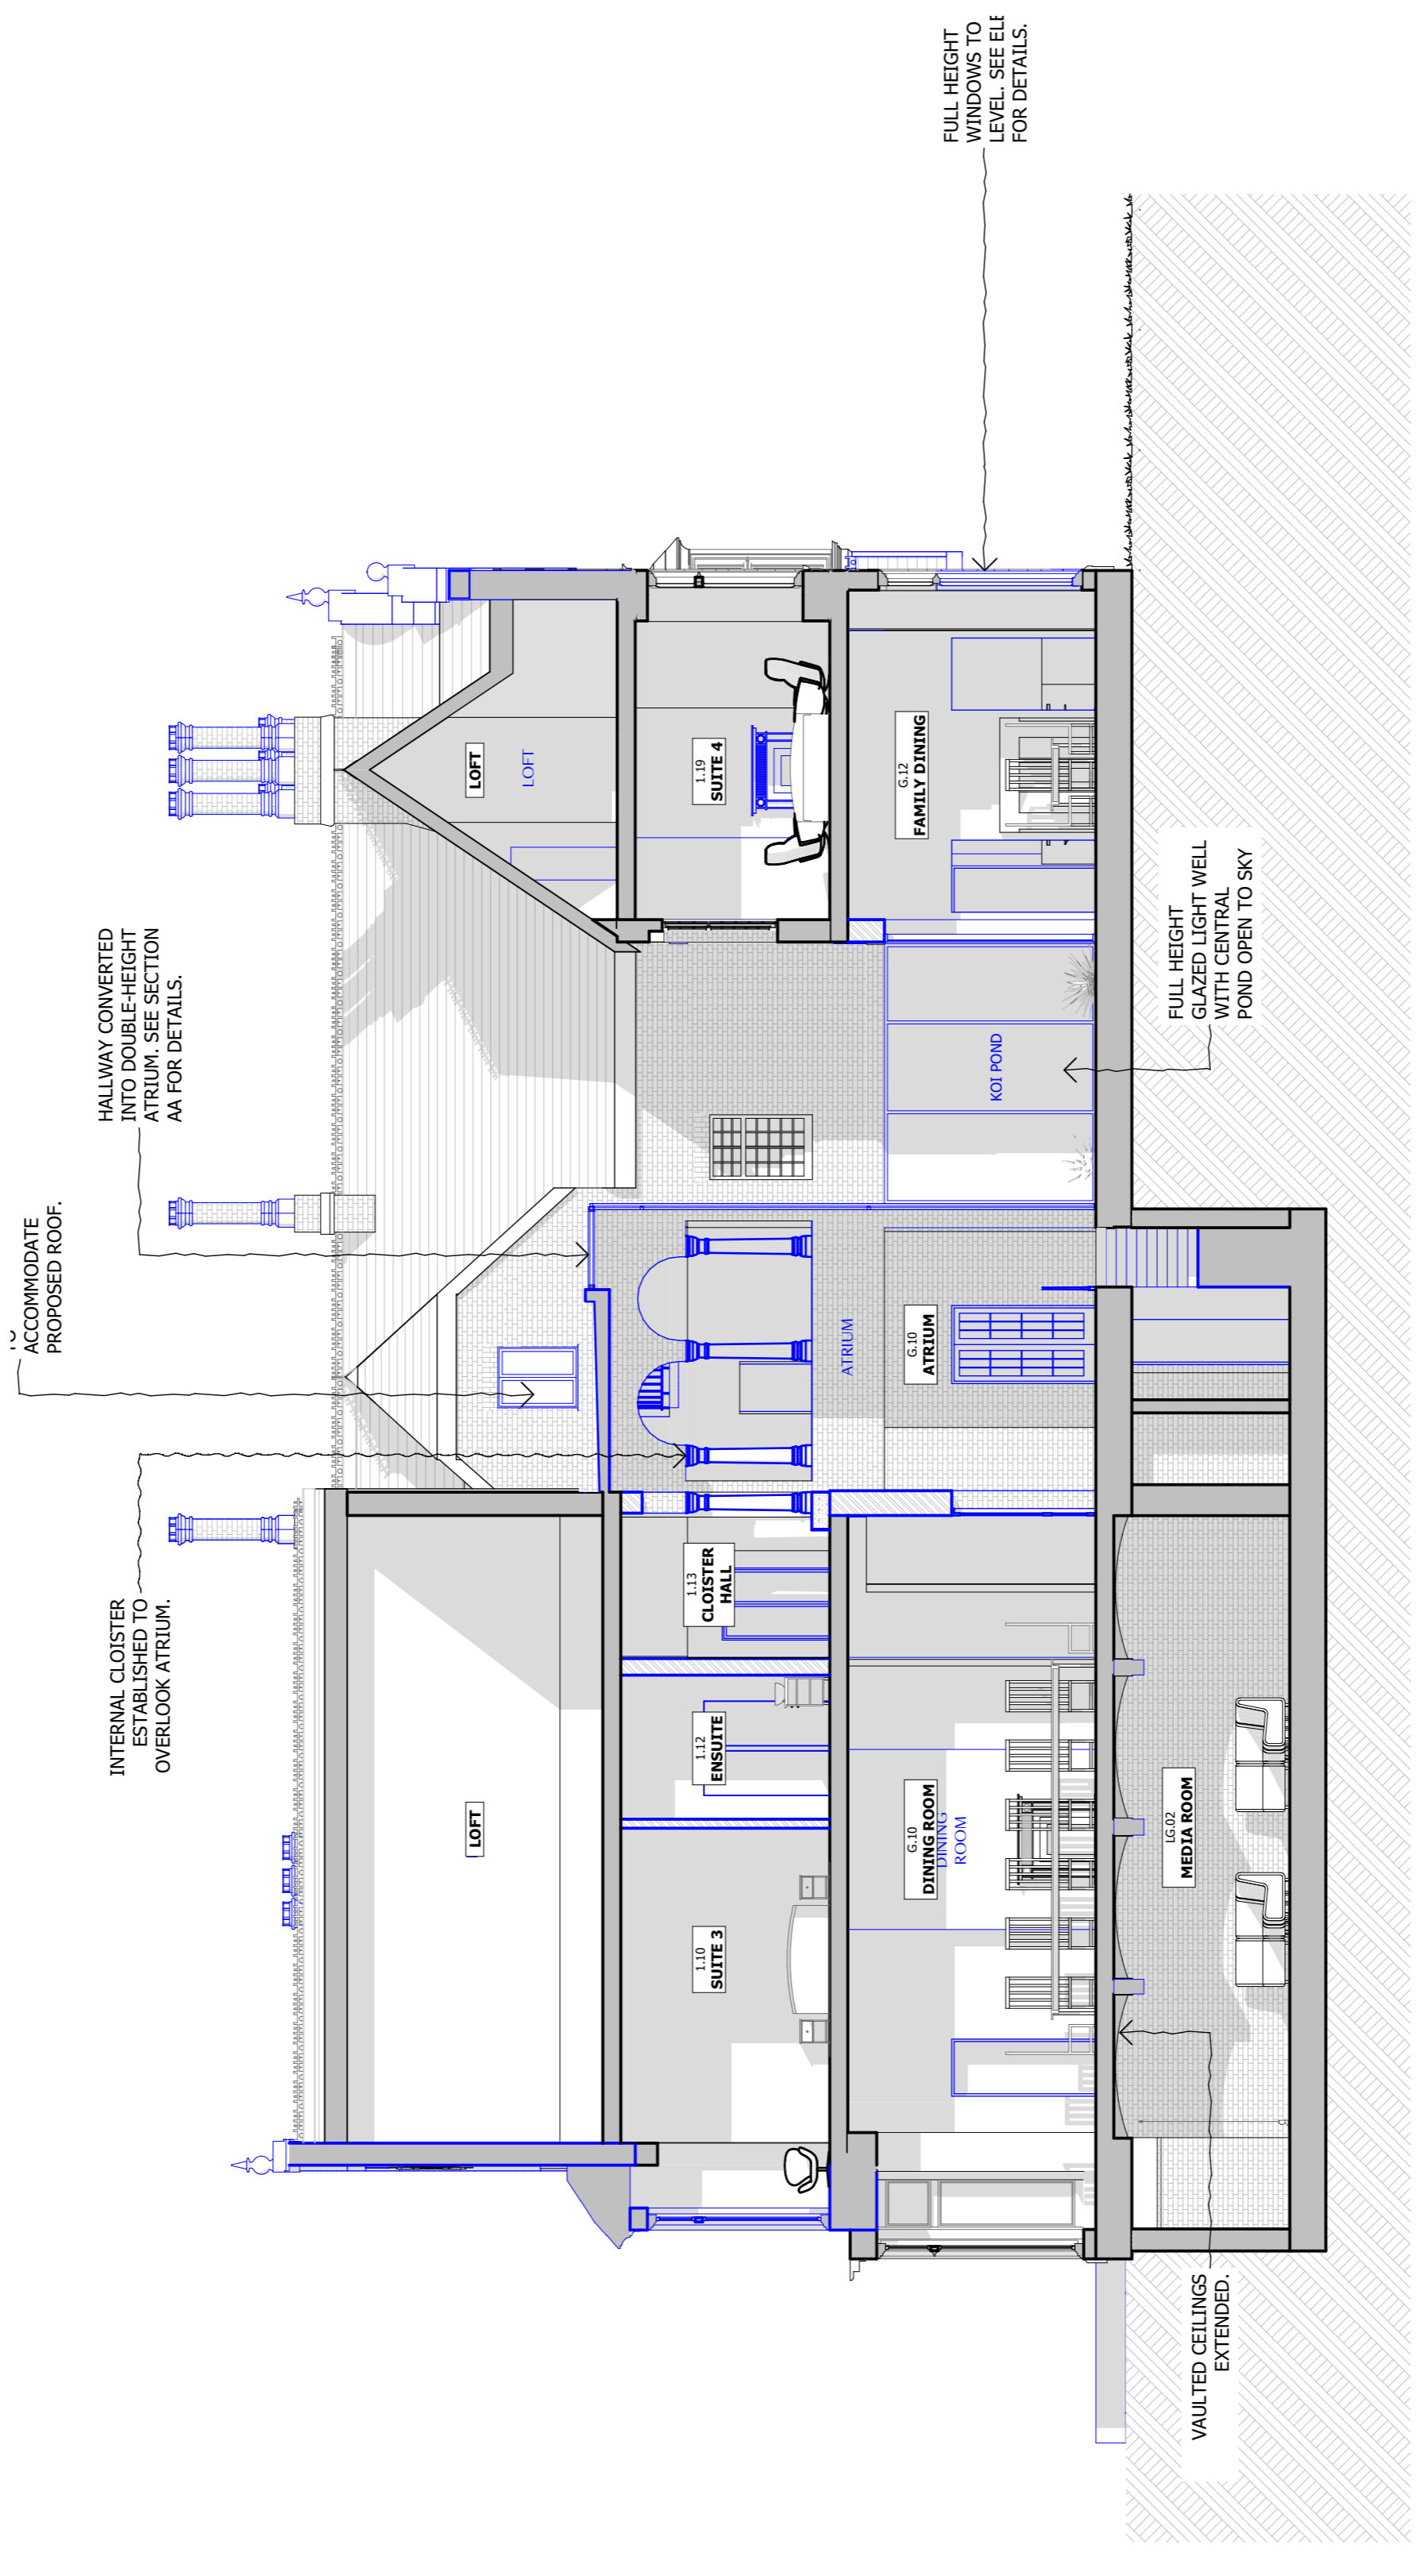 ACCOMMODATE
PROPOSED ROOF.
INTERNAL CLOISTER
ESTABLISHED TO
OVERLOOK ATRIUM.
HALLWAY CONVERTED
INTO DOUBLE-HEIGHT
ATRIUM. SEE SECTION
AA FOR DETAILS.
FULL HEIGHT
WINDOWS TO
LEVEL. SEE ELE
FOR DETAILS.
LOFT
LOFT
LOFT
1.10
SUITE 3
1.12
ENSUITE
1.13
CLOISTER
HALL
1.19
SUITE 4
ATRIUM
G.10
DINING ROOM
DINING
ROOM
G.10
ATRIUM
KOI POND
G.12
FAMILY DINING
LG.02
MEDIA ROOM
VAULTED CEILINGS
EXTENDED.
FULL HEIGHT
GLAZED LIGHT WELL
WITH CENTRAL
POND OPEN TO SKY